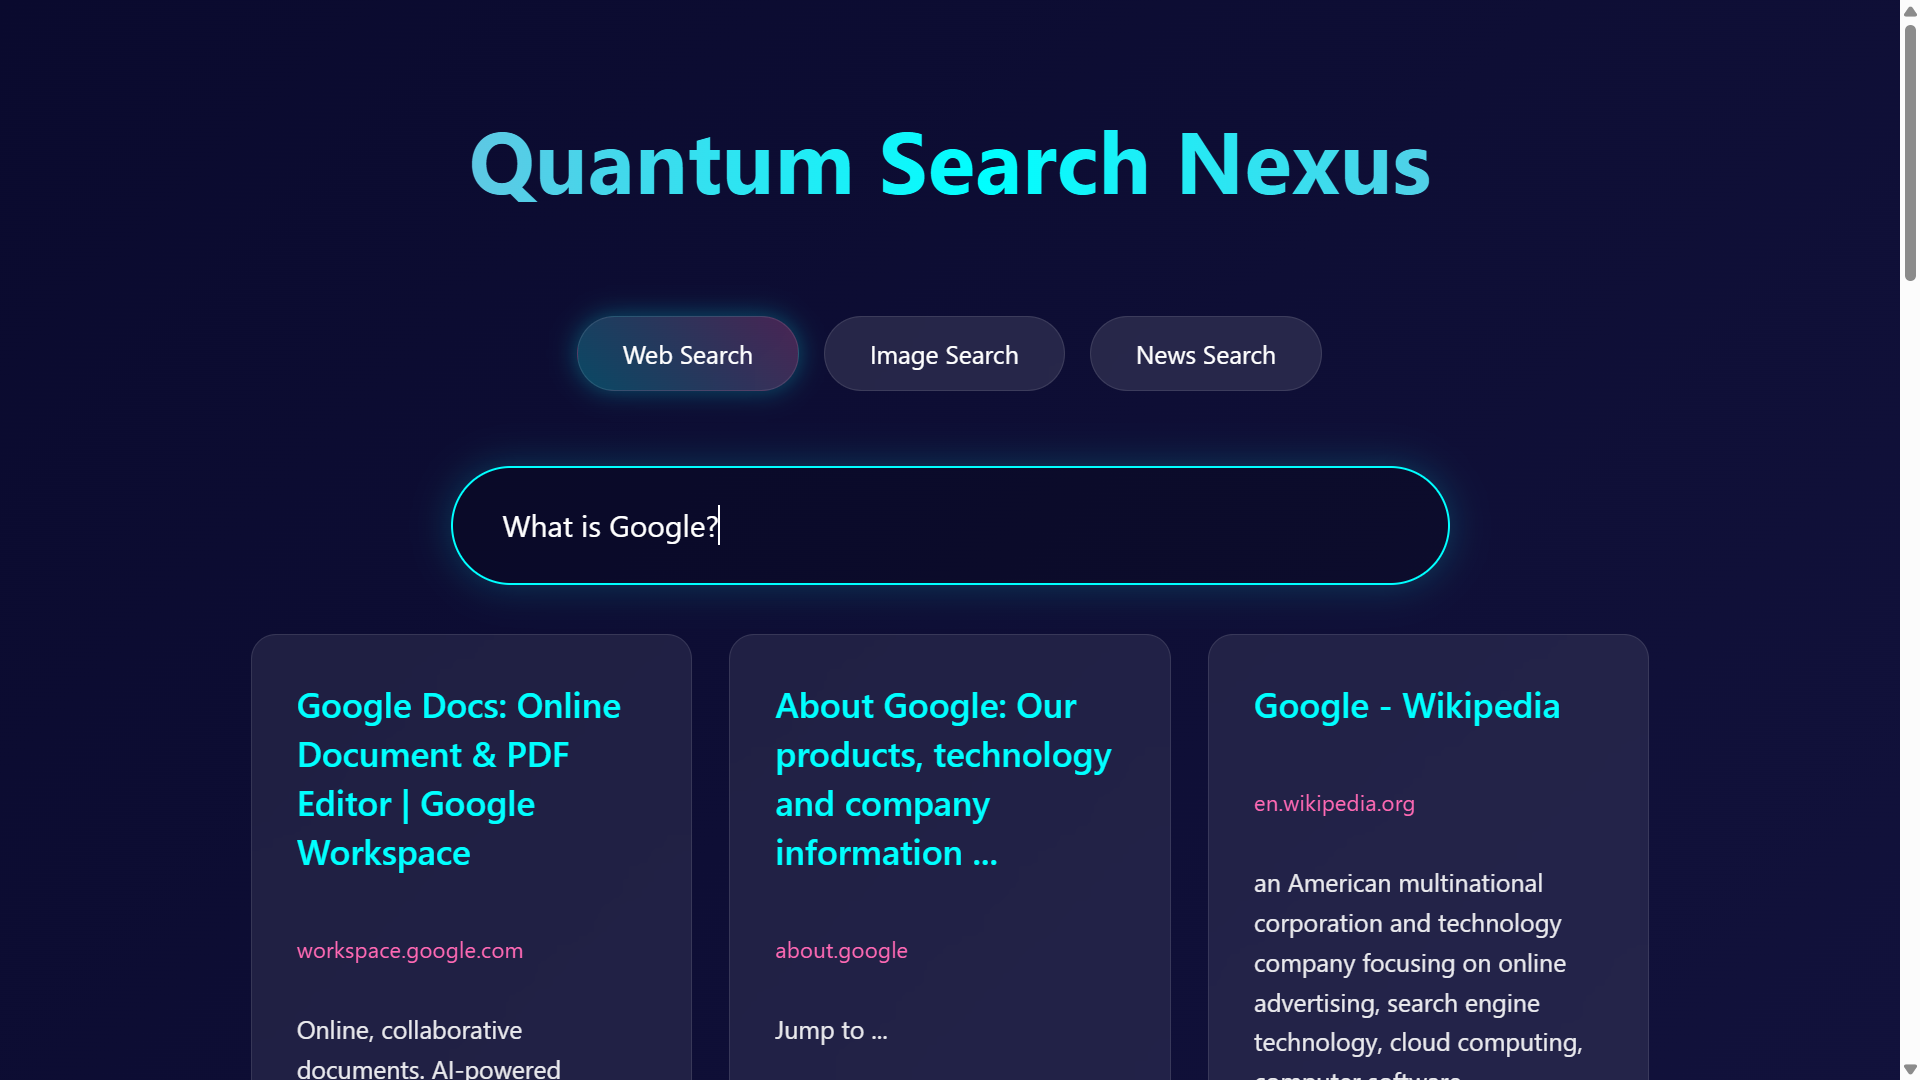 Quantum Search Nexus
Web Search
Image Search
News Search
What is Google?
Google Docs: Online
Document & PDF
Editor | Google
Workspace
workspace.google.com
Online, collaborative
documents. AI-powered
About Google: Our
products, technology
and company
information ...
about.google
Jump to ...
Google - Wikipedia
en.wikipedia.org
an American multinational
corporation and technology
company focusing on online
advertising, search engine
technology, cloud computing,
computer software,